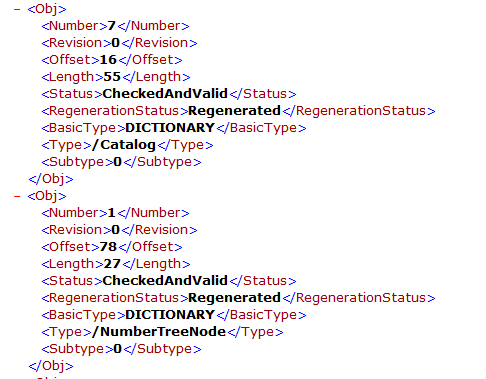 - <Obj>
<Number>7</Number>
<Revision>0</Revision>
<Offset>16</Offset>
<Length>55</Length>
<Status>CheckedAndValid</Status>
<RegenerationStatus>Regenerated</RegenerationStatus>
<BasicType>DICTIONARY</BasicType>
<Type>/Catalog</Type>
<Subtype>0</Subtype>
</Obj>
- <Obj>
<Number>1</Number>
<Revision>0</Revision>
<Offset>78</Offset>
<Length>27</Length>
<Status>CheckedAndValid</Status>
<RegenerationStatus>Regenerated</RegenerationStatus>
<BasicType>DICTIONARY</BasicType>
<Type>/NumberTreeNode</Type>
<Subtype>0</Subtype>
</Obj>